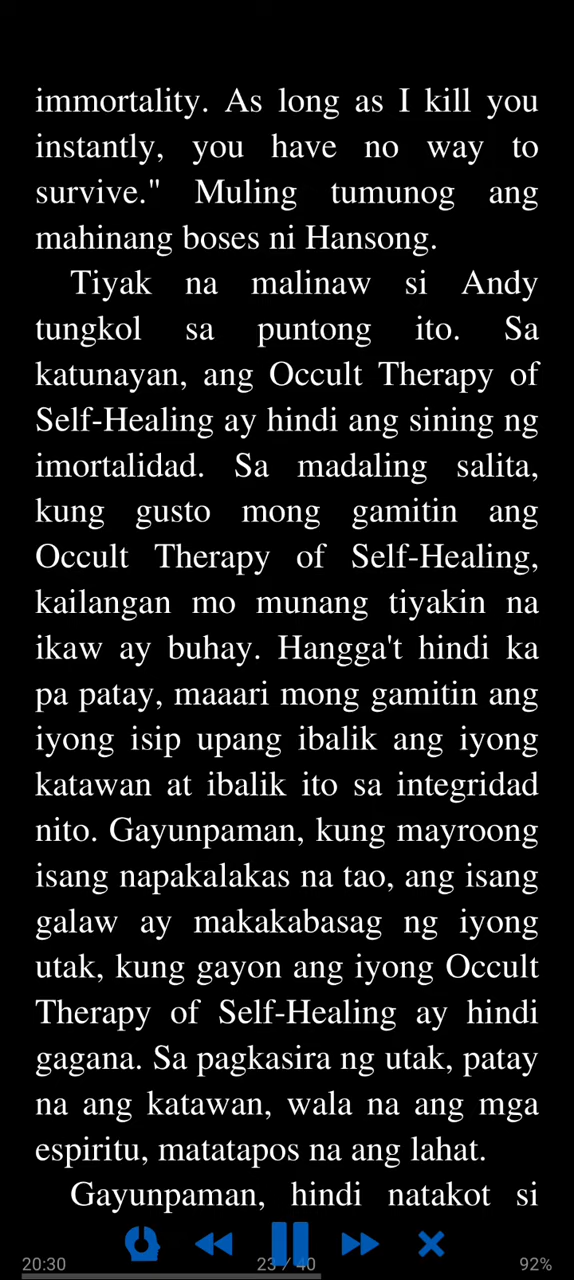 immortality. As long as I kill you
instantly, you have no way to
survive." Muling tumunog ang
mahinang boses ni Hansong.
Tiyak na malinaw si Andy
tungkol sa puntong ito. Sa
katunayan, ang Occult Therapy of
Self-Healing ay hindi ang sining ng
imortalidad. Sa madaling salita,
kung gusto mong gamitin ang
Occult Therapy of Self-Healing,
kailangan mo munang tiyakin na
ikaw ay buhay. Hangga't hindi ka
pa patay, maaari mong gamitin ang
iyong isip upang ibalik ang iyong
katawan at ibalik ito sa integridad
nito. Gayunpaman, kung mayroong
isang napakalakas na tao, ang isang
galaw ay makakabasag ng iyong
utak, kung gayon ang iyong Occult
Therapy of Self-Healing ay hindi
gagana. Sa pagkasira ng utak, patay
na ang katawan, wala na ang mga
espiritu, matatapos na ang lahat.
Gayunpaman, hindi natakot si
20:30 23 / 40 92%